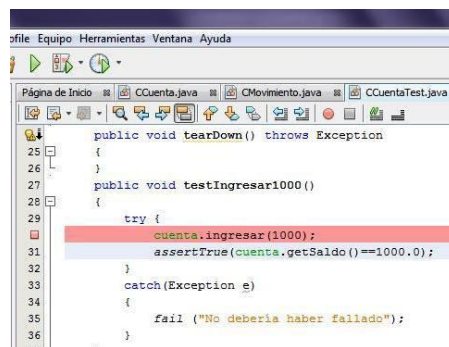 ofile Equipo Herramientas Ventana Ayuda
Página de Inicio CCuenta.java CMovimiento.java CCuentaTest.java
public void tearDown() throws Exception
25 {
26 }
27 public void testIngresar1000()
28 {
29 try {
cuenta.ingresar(1000);
31 assertTrue(cuenta.getSaldo()==1000.0);
32 }
33 catch(Exception e)
34 {
35 fail ("No debería haber fallado");
36 }